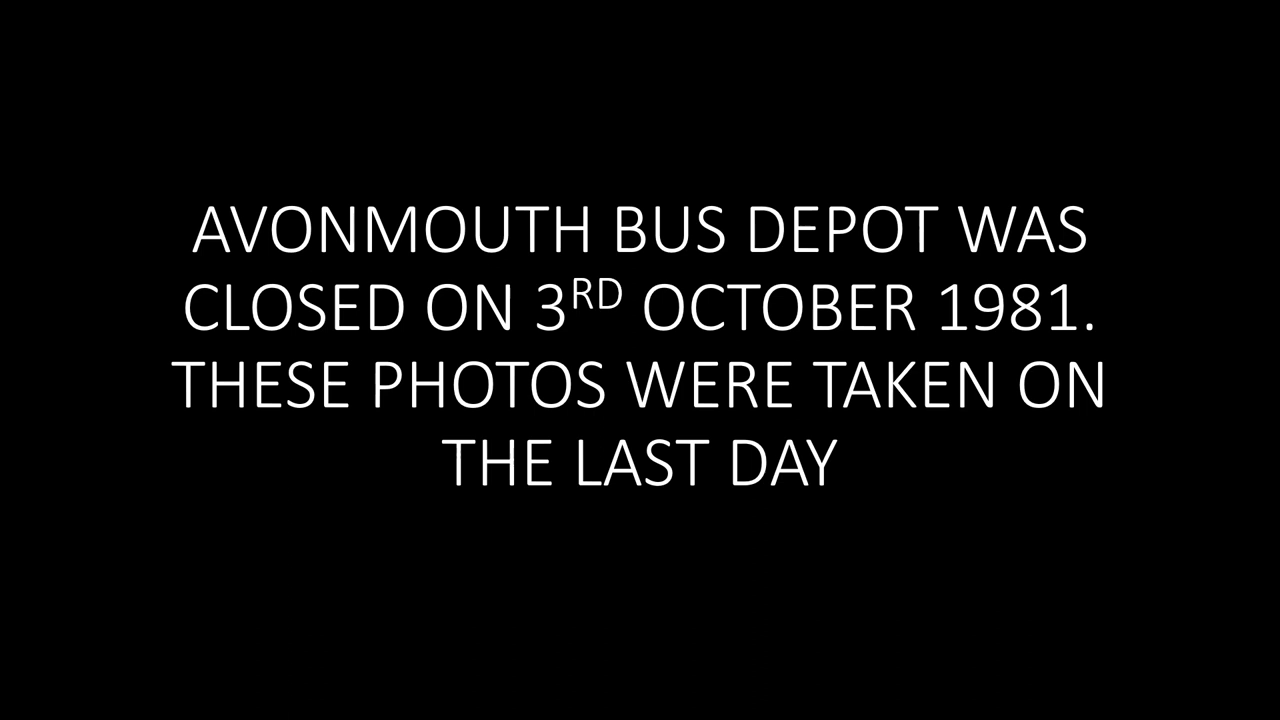 AVONMOUTH BUS DEPOT WAS
CLOSED ON 3RD OCTOBER 1981.
THESE PHOTOS WERE TAKEN ON
THE LAST DAY